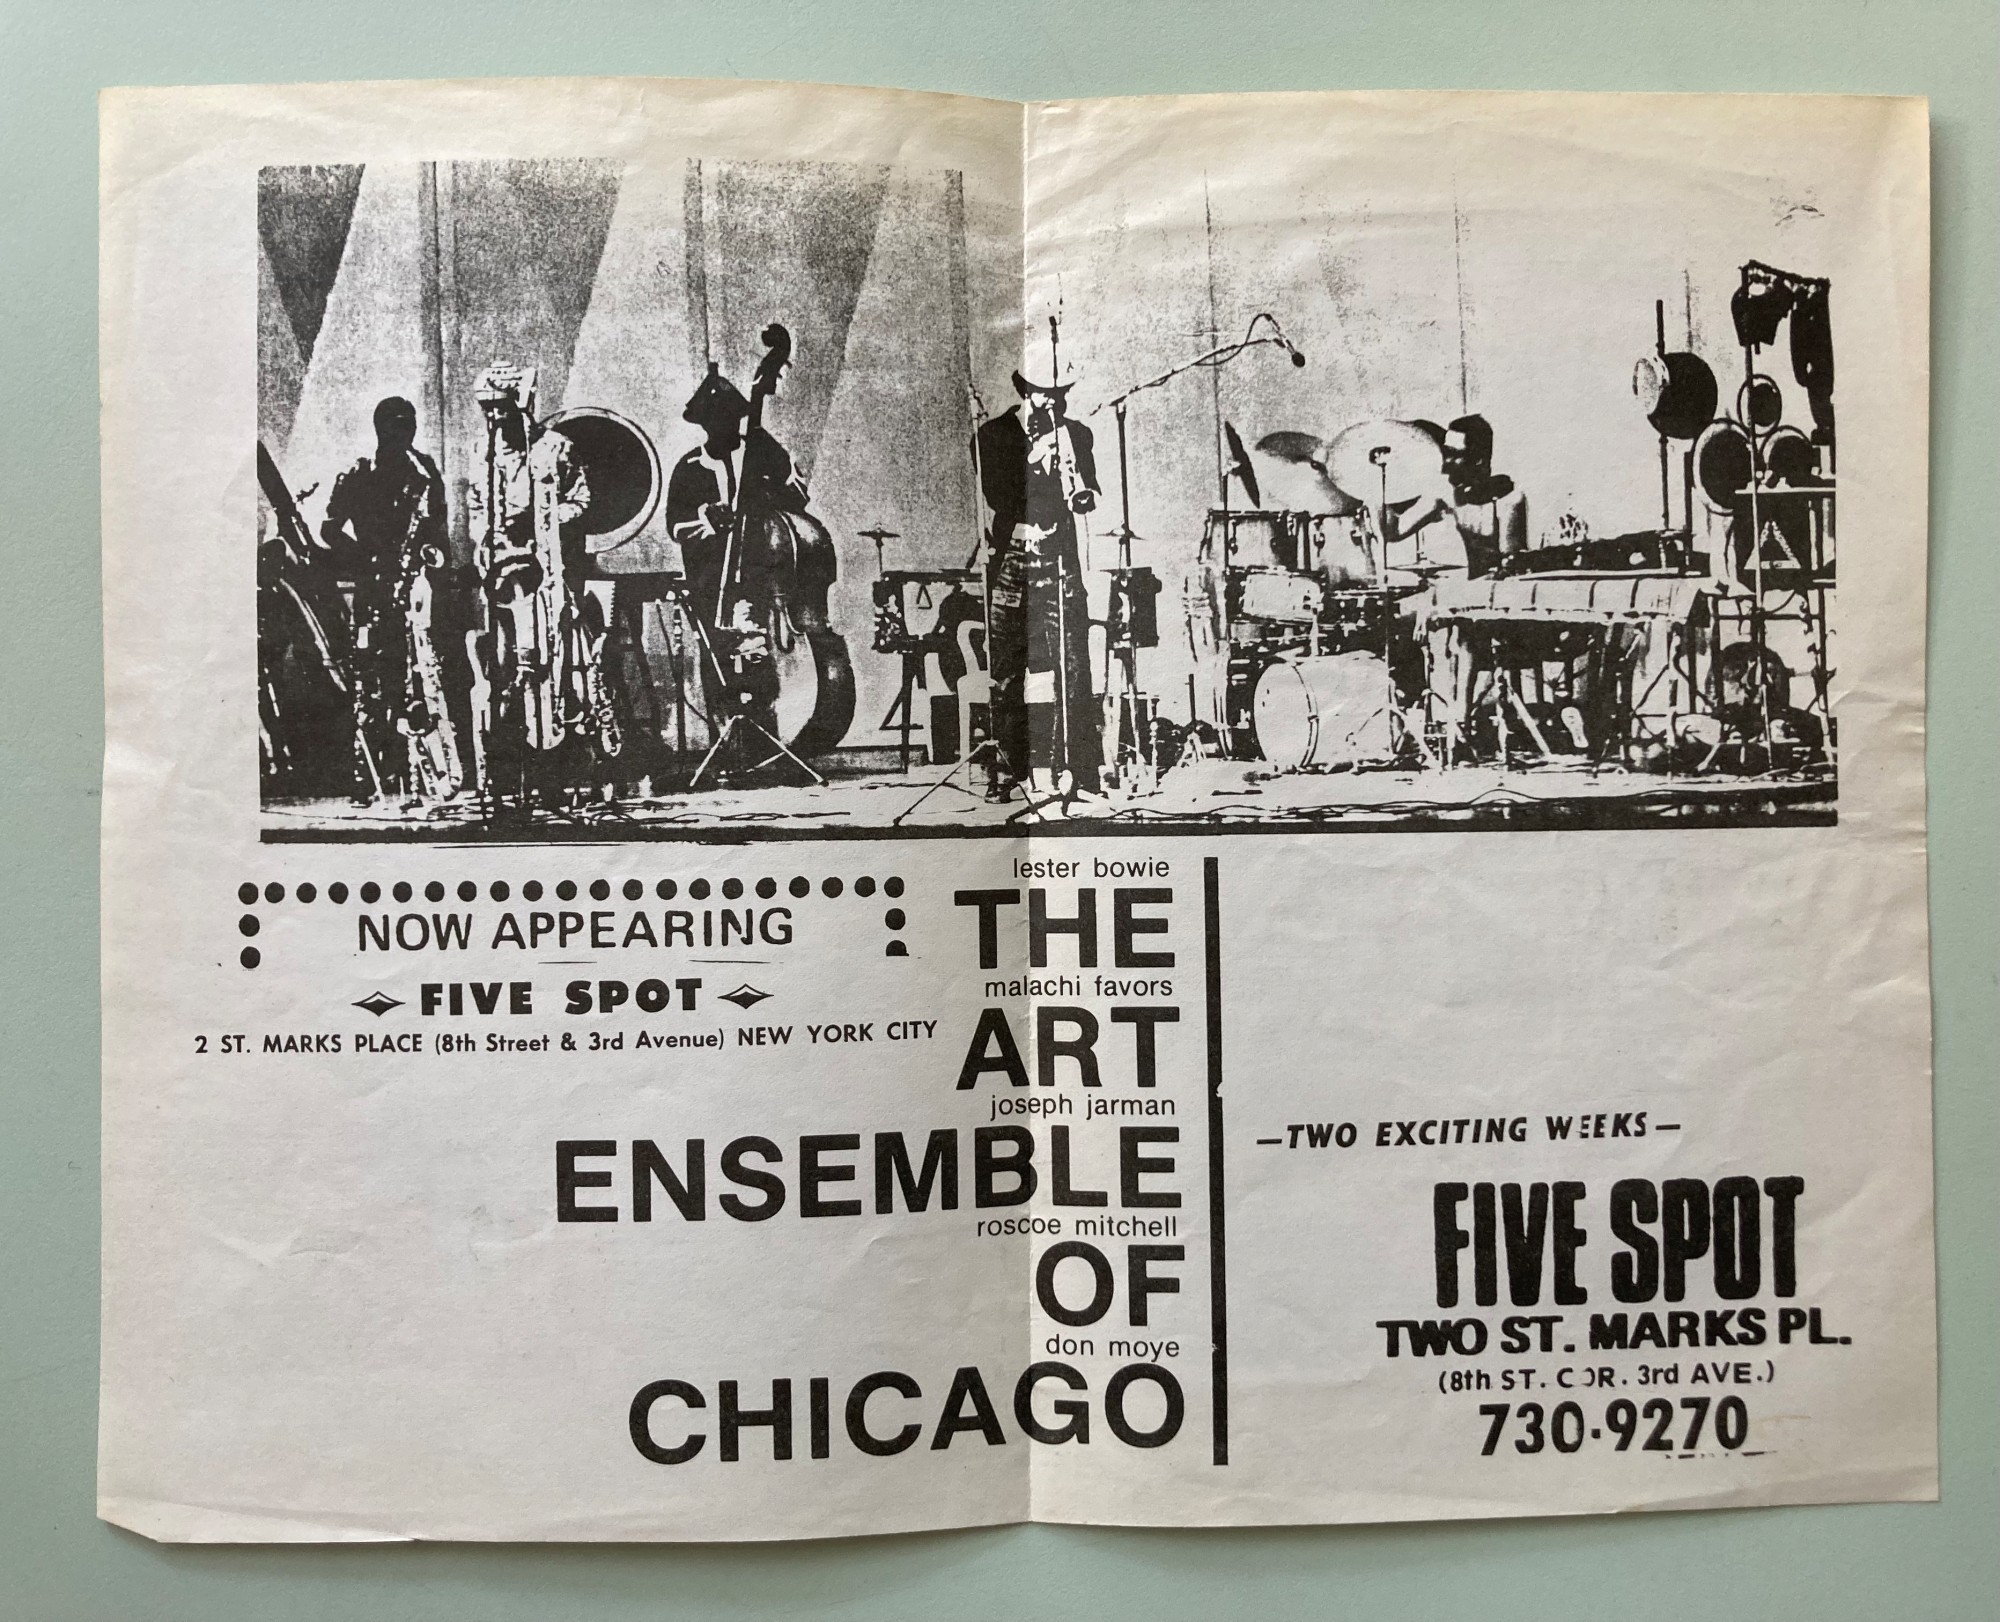 NOW APPEARING
FIVE SPOT
2 ST. MARKS PLACE (8th Street & 3rd Avenue) NEW YORK CITY
lester bowie
THE
malachi favors
ART
joseph jarman
ENSEMBLE
roscoe mitchell
OF
don moye
CHICAGO
—TWO EXCITING WEEKS—
FIVE SPOT
TWO ST. MARKS PL.
(8th ST. COR. 3rd AVE.)
730·9270